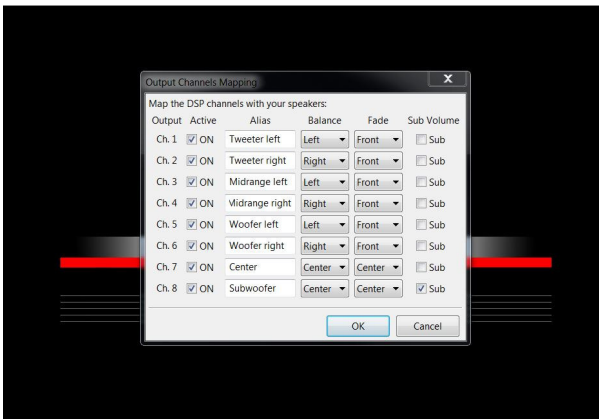 Output Channels Mapping X
Map the DSP channels with your speakers:
Output Active Alias Balance Fade Sub Volume
Ch. 1 ON Tweeter left Left Front Sub
Ch. 2 ON Tweeter right Right Front Sub
Ch. 3 ON Midrange left Left Front Sub
Ch. 4 ON Midrange right Right Front Sub
Ch. 5 ON Woofer left Left Front Sub
Ch. 6 ON Woofer right Right Front Sub
Ch. 7 ON Center Center Center Sub
Ch. 8 ON Subwoofer Center Center Sub
OK Cancel